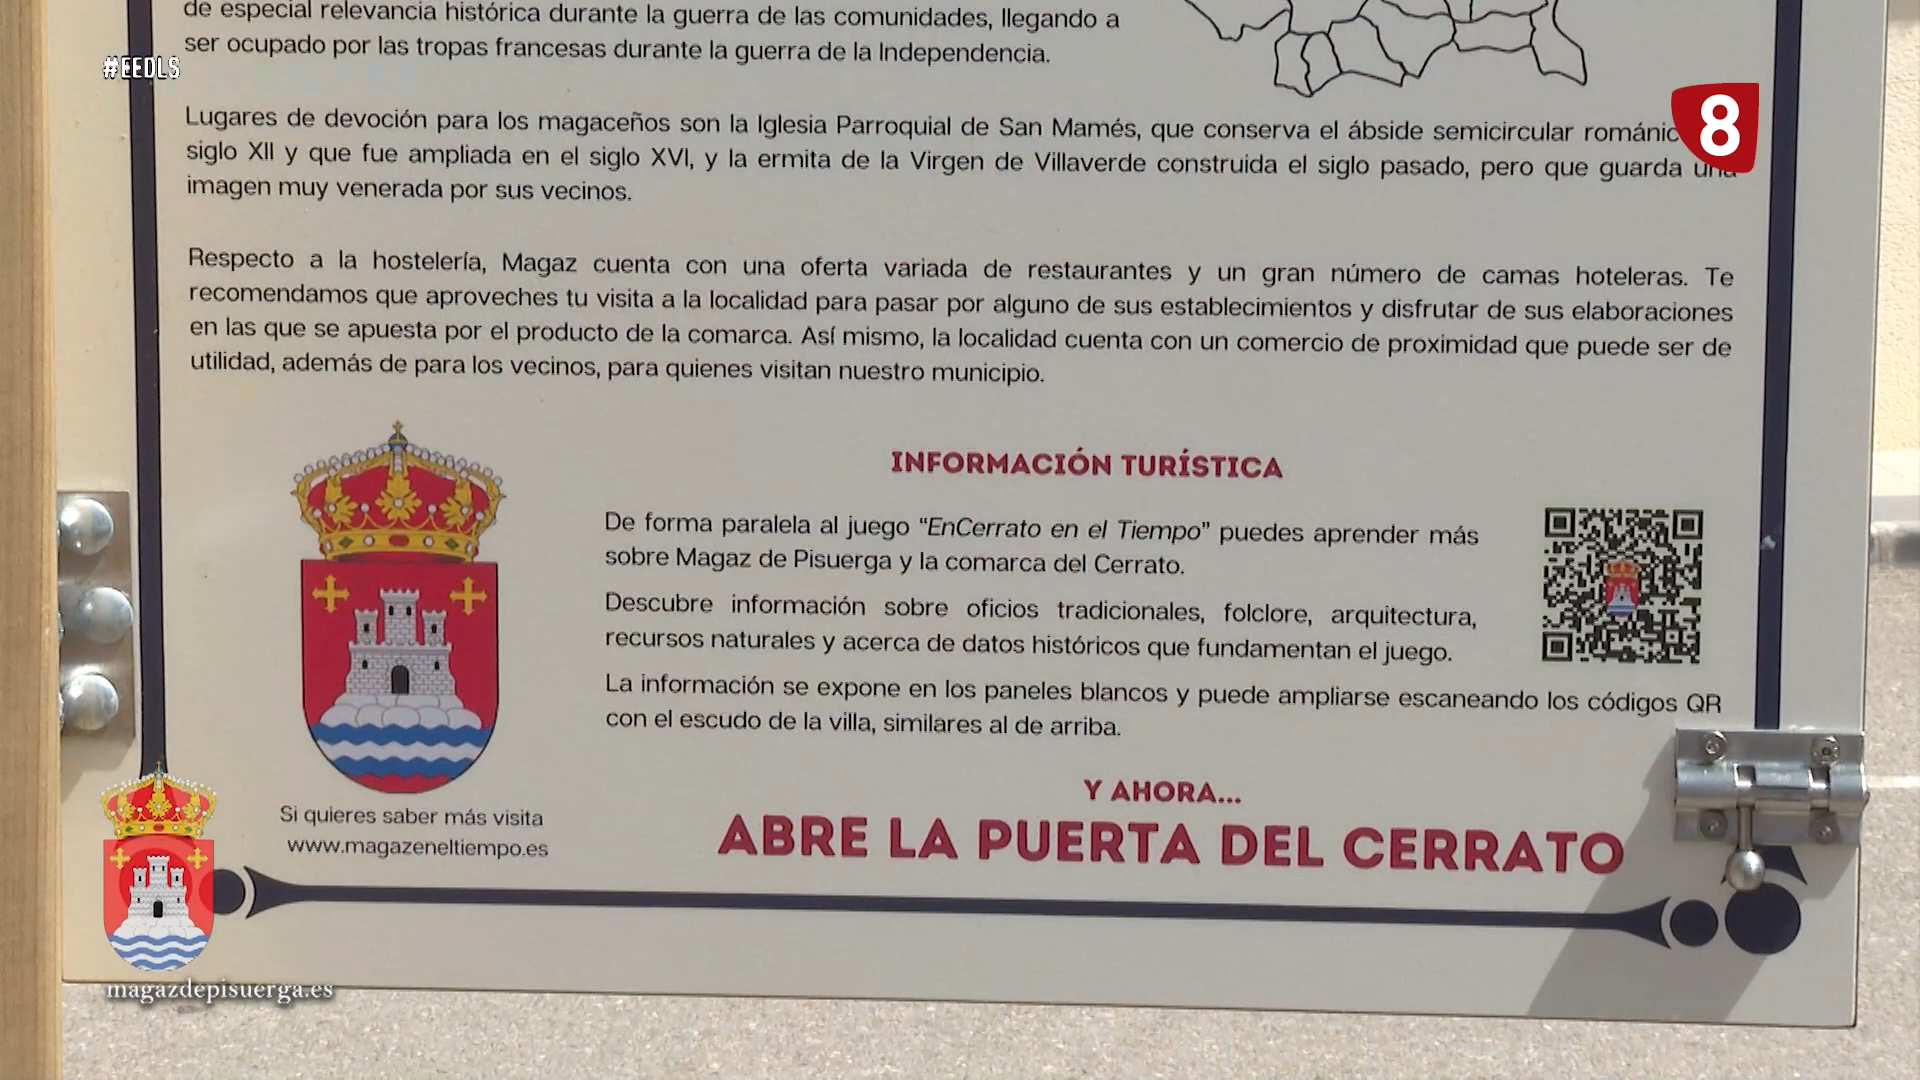 de especial relevancia histórica durante la guerra de las comunidades, llegando a
ser ocupado por las tropas francesas durante la guerra de la Independencia.
#EEDLS
8
Lugares de devoción para los magaceños son la Iglesia Parroquial de San Mamés, que conserva el ábside semicircular románic
siglo XII y que fue ampliada en el siglo XVI, y la ermita de la Virgen de Villaverde construida el siglo pasado, pero que guarda una
imagen muy venerada por sus vecinos.
Respecto a la hostelería, Magaz cuenta con una oferta variada de restaurantes y un gran número de camas hoteleras. Te
recomendamos que aproveches tu visita a la localidad para pasar por alguno de sus establecimientos y disfrutar de sus elaboraciones
en las que se apuesta por el producto de la comarca. Así mismo, la localidad cuenta con un comercio de proximidad que puede ser de
utilidad, además de para los vecinos, para quienes visitan nuestro municipio.
INFORMACIÓN TURÍSTICA
De forma paralela al juego “EnCerrato en el Tiempo” puedes aprender más
sobre Magaz de Pisuerga y la comarca del Cerrato.
Descubre información sobre oficios tradicionales, folclore, arquitectura,
recursos naturales y acerca de datos históricos que fundamentan el juego.
La información se expone en los paneles blancos y puede ampliarse escaneando los códigos QR
con el escudo de la villa, similares al de arriba.
Si quieres saber más visita
www.magazeneltiempo.es
Y AHORA...
ABRE LA PUERTA DEL CERRATO
magazdepisuerga.es